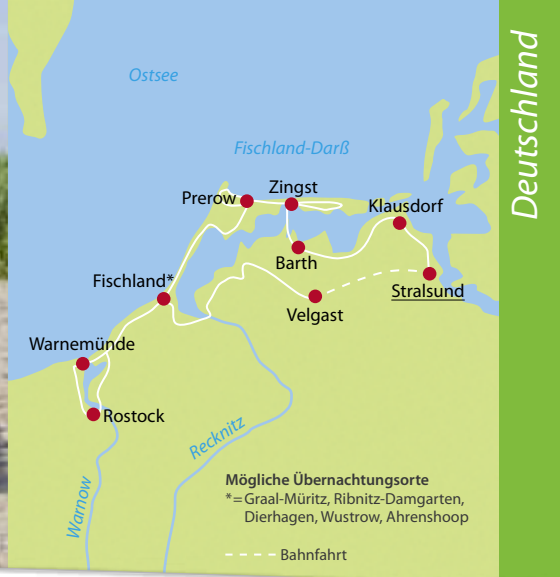 Deutschland
Ostsee
Fischland-Darß
Zingst
Prerow
Klausdorf
Barth
Fischland*
Stralsund
Velgast
Warnemünde
Rostock
Recknitz
Warnow
Mögliche Übernachtungsorte
*=Graal-Müritz, Ribnitz-Damgarten,
Dierhagen, Wustrow, Ahrenshoop
Bahnfahrt